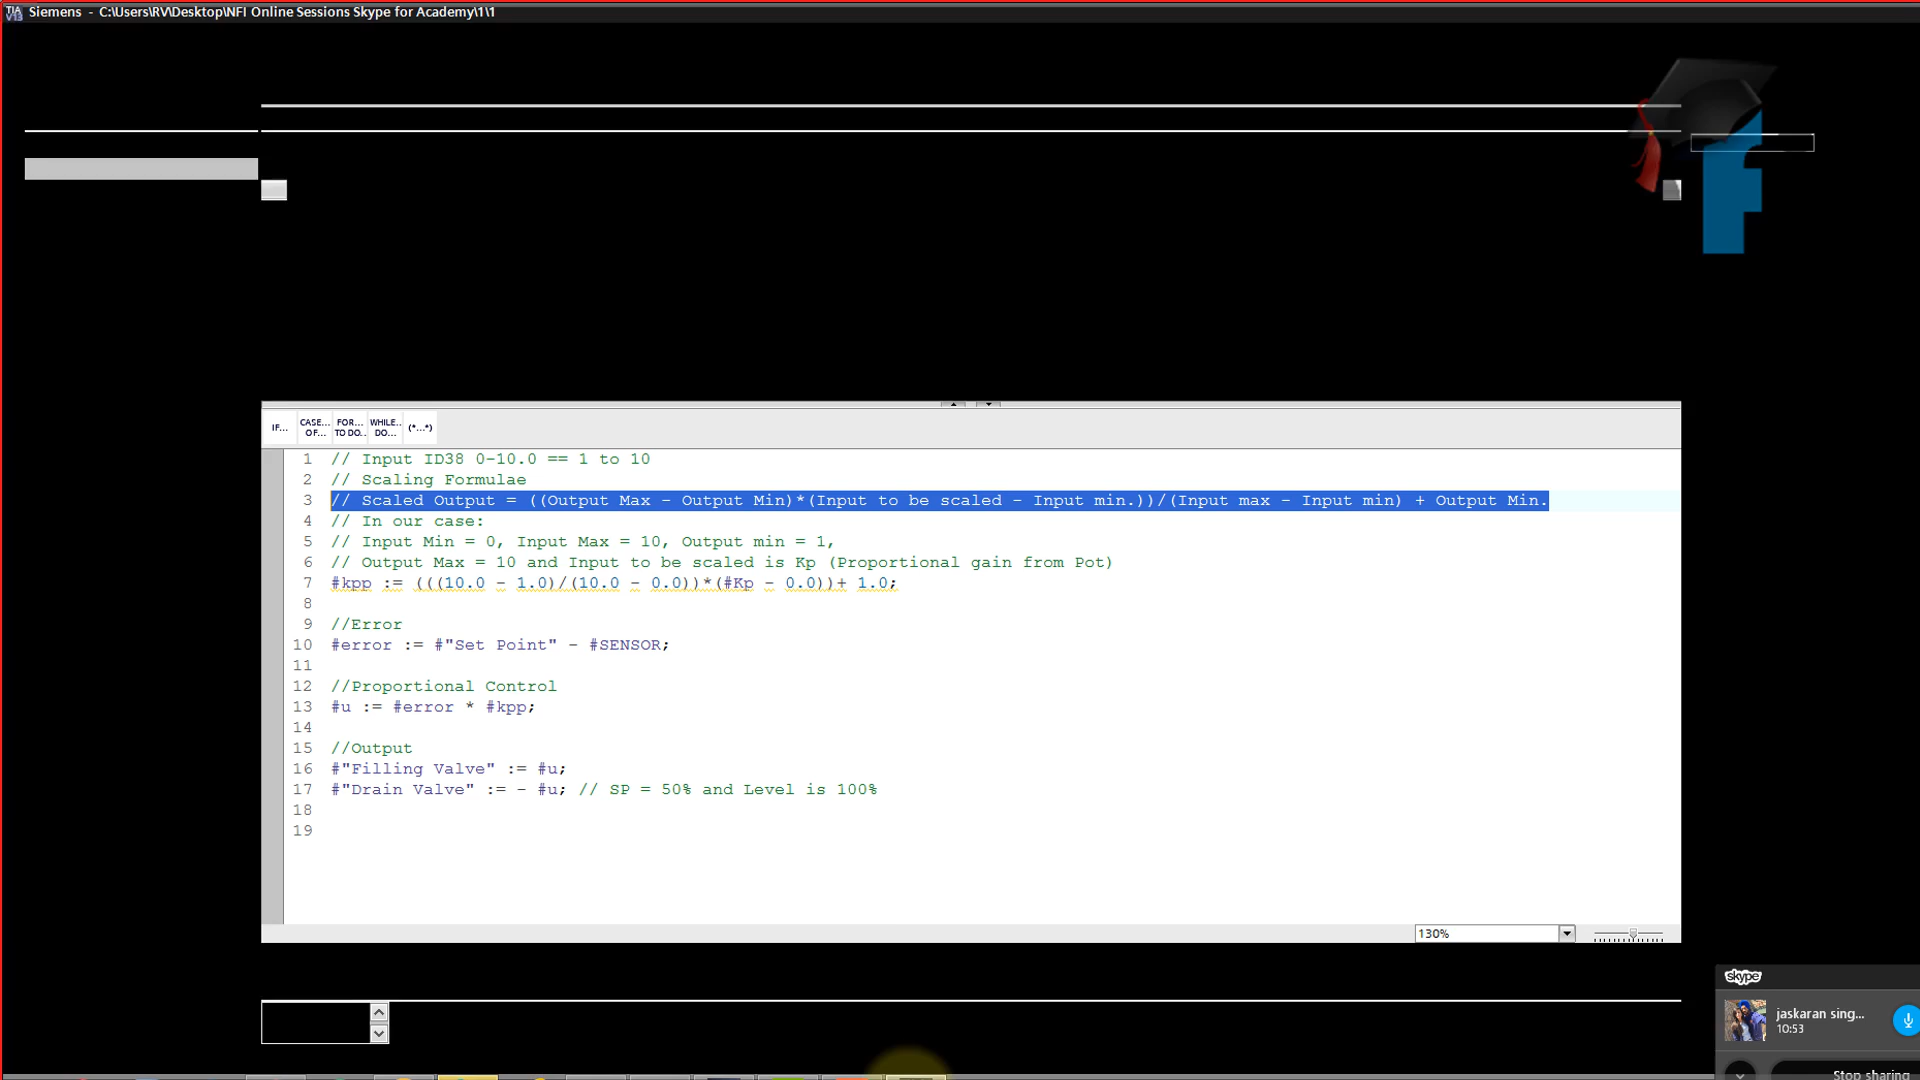 Siemens - C:\Users\RV\Desktop\NFI Online Sessions Skype for Academy\1\1
IF... CASE... OF... FOR... TO DO.. WHILE.. DO... (*...*)
1 // Input ID38 0-10.0 == 1 to 10
2 // Scaling Formulae
3 // Scaled Output = ((Output Max - Output Min)*(Input to be scaled - Input min.))/(Input max - Input min) + Output Min.
4 // In our case:
5 // Input Min = 0, Input Max = 10, Output min = 1,
6 // Output Max = 10 and Input to be scaled is Kp (Proportional gain from Pot)
7 #kpp := (((10.0 - 1.0)/(10.0 - 0.0))*(#Kp - 0.0))+ 1.0;
8
9 //Error
10 #error := #"Set Point" - #SENSOR;
11
12 //Proportional Control
13 #u := #error * #kpp;
14
15 //Output
16 #"Filling Valve" := #u;
17 #"Drain Valve" := - #u; // SP = 50% and Level is 100%
18
19
130%
skype
jaskaran sing...
10:53
Stop sharing